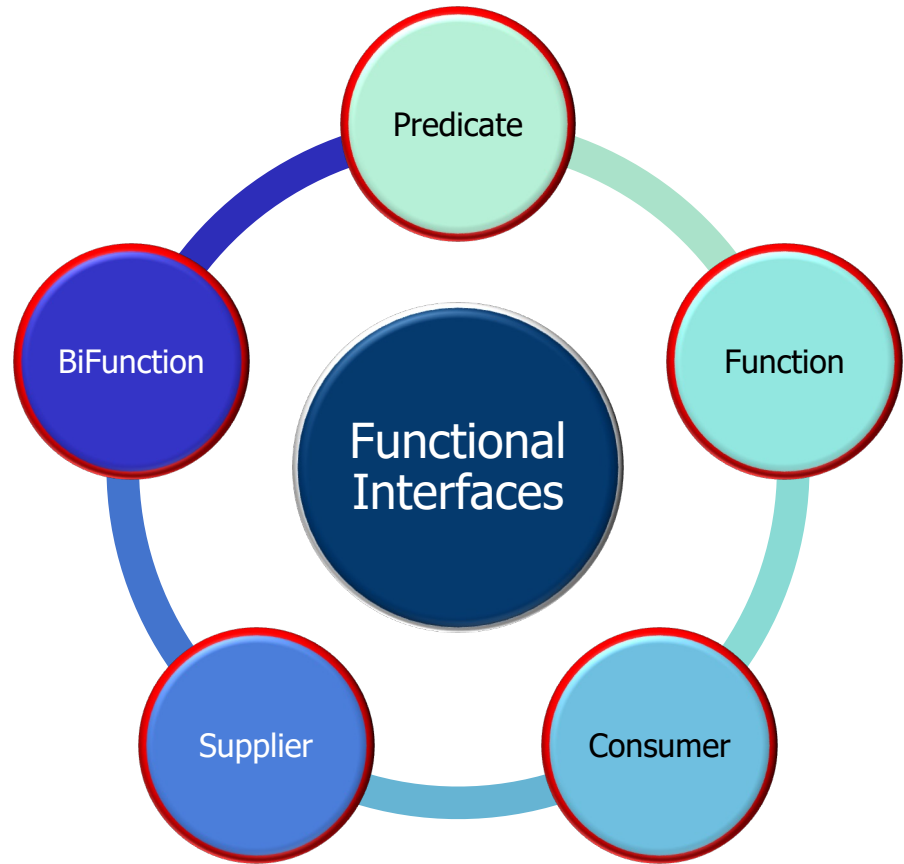 Predicate
BiFunction
Function
Functional
Interfaces
Supplier
Consumer